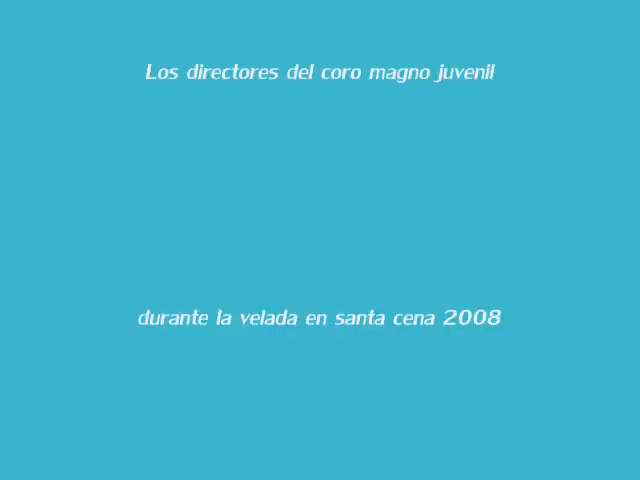 Los directores del coro magno juvenil
durante la velada en santa cena 2008